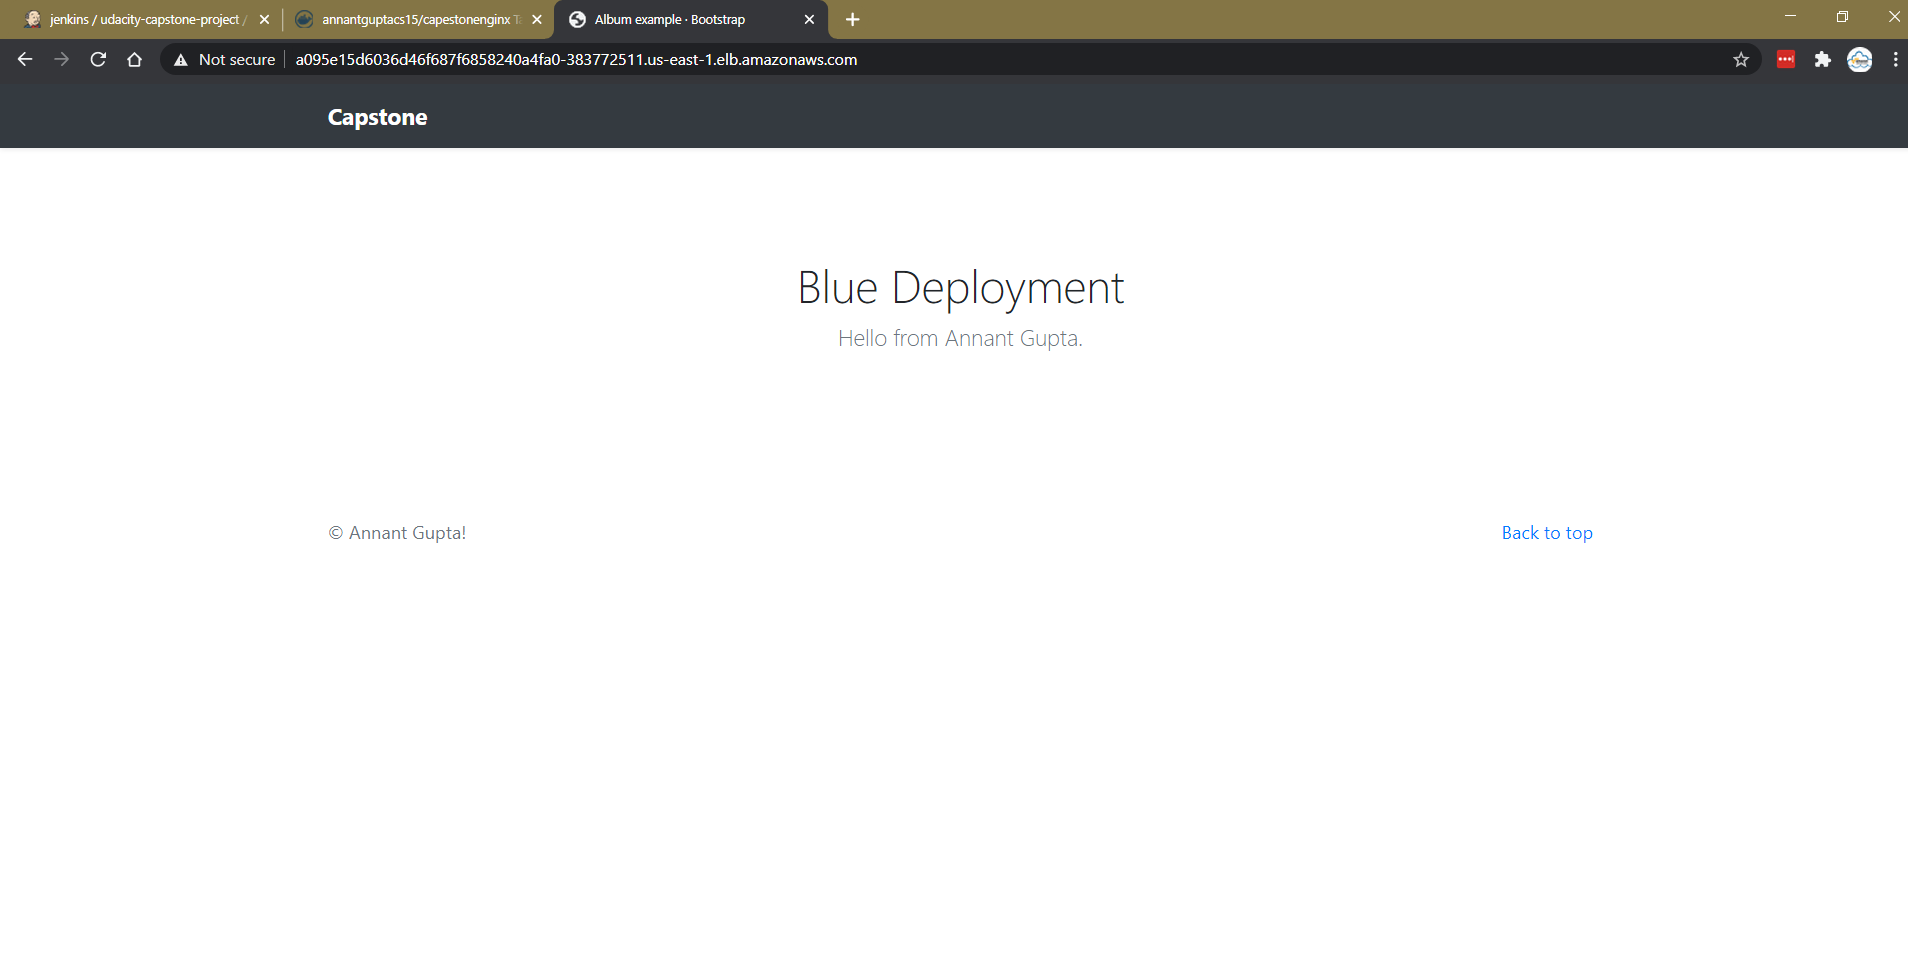 jenkins / udacity-capstone-project /
annantguptacs15/capestonenginx
Album example · Bootstrap
Not secure
a095e15d6036d46f687f6858240a4fa0-383772511.us-east-1.elb.amazonaws.com
Capstone
Blue Deployment
Hello from Annant Gupta.
© Annant Gupta!
Back to top